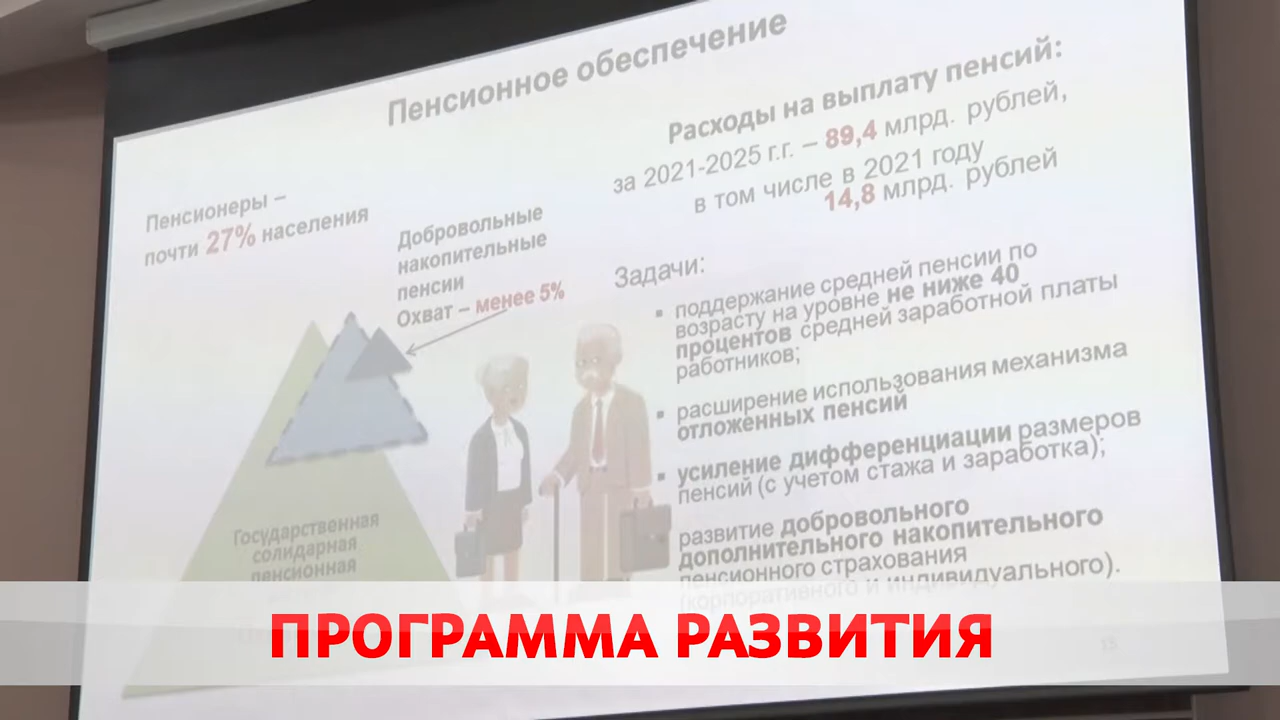 Пенсионное обеспечение
Расходы на выплату пенсий:
за 2021-2025 г.г. – 89,4 млрд. рублей,
в том числе в 2021 году
14,8 млрд. рублей
Пенсионеры –
почти 27% населения
Добровольные
накопительные
пенсии
Охват – менее 5%
Задачи:
▪ поддержание средней пенсии по
возрасту на уровне не ниже 40
процентов средней заработной платы
работников;
▪ расширение использования механизма
отложенных пенсий
▪ усиление дифференциации размеров
пенсий (с учетом стажа и заработка);
развитие добровольного
дополнительного накопительного
пенсионного страхования
(корпоративного и индивидуального).
Государственная
солидарная
пенсионная
ПРОГРАММА РАЗВИТИЯ
15